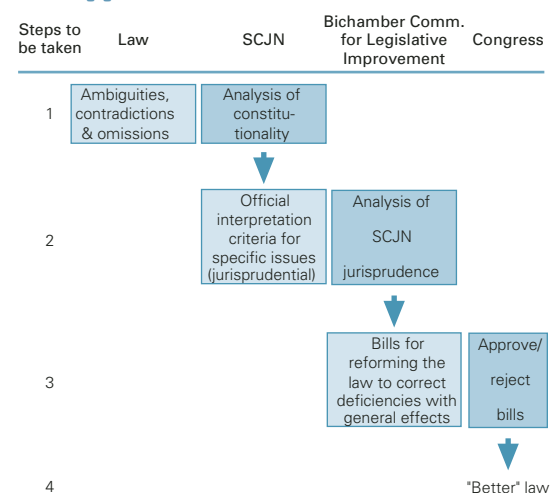 Steps to
be taken
Law
SCJN
Bichamber Comm.
for Legislative
Improvement
Congress
1
Ambiguities,
contradictions
& omissions
Analysis of
constitu-
tionality
2
Official
interpretation
criteria for
specific issues
(jurisprudential)
Analysis of
SCJN
jurisprudence
3
Bills for
reforming the
law to correct
deficiencies with
general effects
Approve/
reject
bills
4
"Better" law